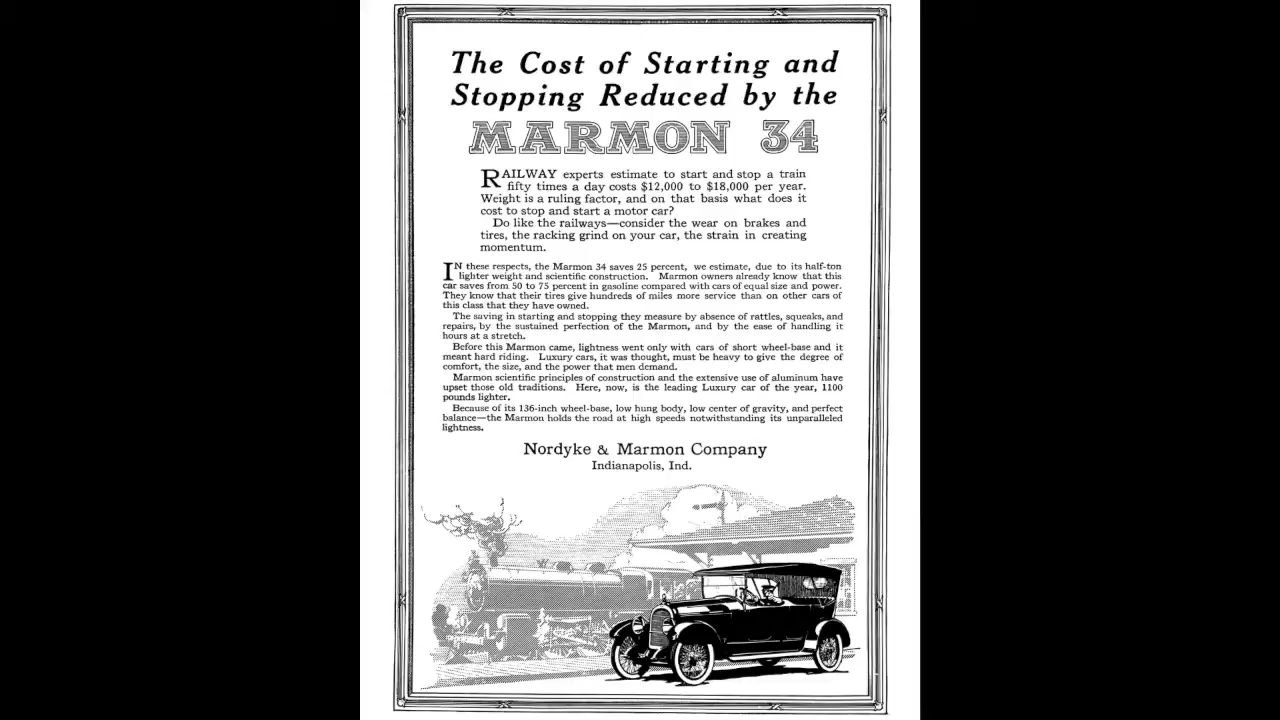 The Cost of Starting and
Stopping Reduced by the
MARMON 34
RAILWAY experts estimate to start and stop a train
fifty times a day costs $12,000 to $18,000 per year.
Weight is a ruling factor, and on that basis what does it
cost to stop and start a motor car?
Do like the railways—consider the wear on brakes and
tires, the racking grind on your car, the strain in creating
momentum.
IN these respects, the Marmon 34 saves 25 percent, we estimate, due to its half-ton
lighter weight and scientific construction. Marmon owners already know that this
car saves from 50 to 75 percent in gasoline compared with cars of equal size and power.
They know that their tires give hundreds of miles more service than on other cars of
this class that they have owned.
The saving in starting and stopping they measure by absence of rattles, squeaks, and
repairs, by the sustained perfection of the Marmon, and by the ease of handling it
hours at a stretch.
Before this Marmon came, lightness went only with cars of short wheel-base and it
meant hard riding. Luxury cars, it was thought, must be heavy to give the degree of
comfort, the size, and the power that men demand.
Marmon scientific principles of construction and the extensive use of aluminum have
upset those old traditions. Here, now, is the leading Luxury car of the year, 1100
pounds lighter.
Because of its 136-inch wheel-base, low hung body, low center of gravity, and perfect
balance—the Marmon holds the road at high speeds notwithstanding its unparalleled
lightness.
Nordyke & Marmon Company
Indianapolis, Ind.